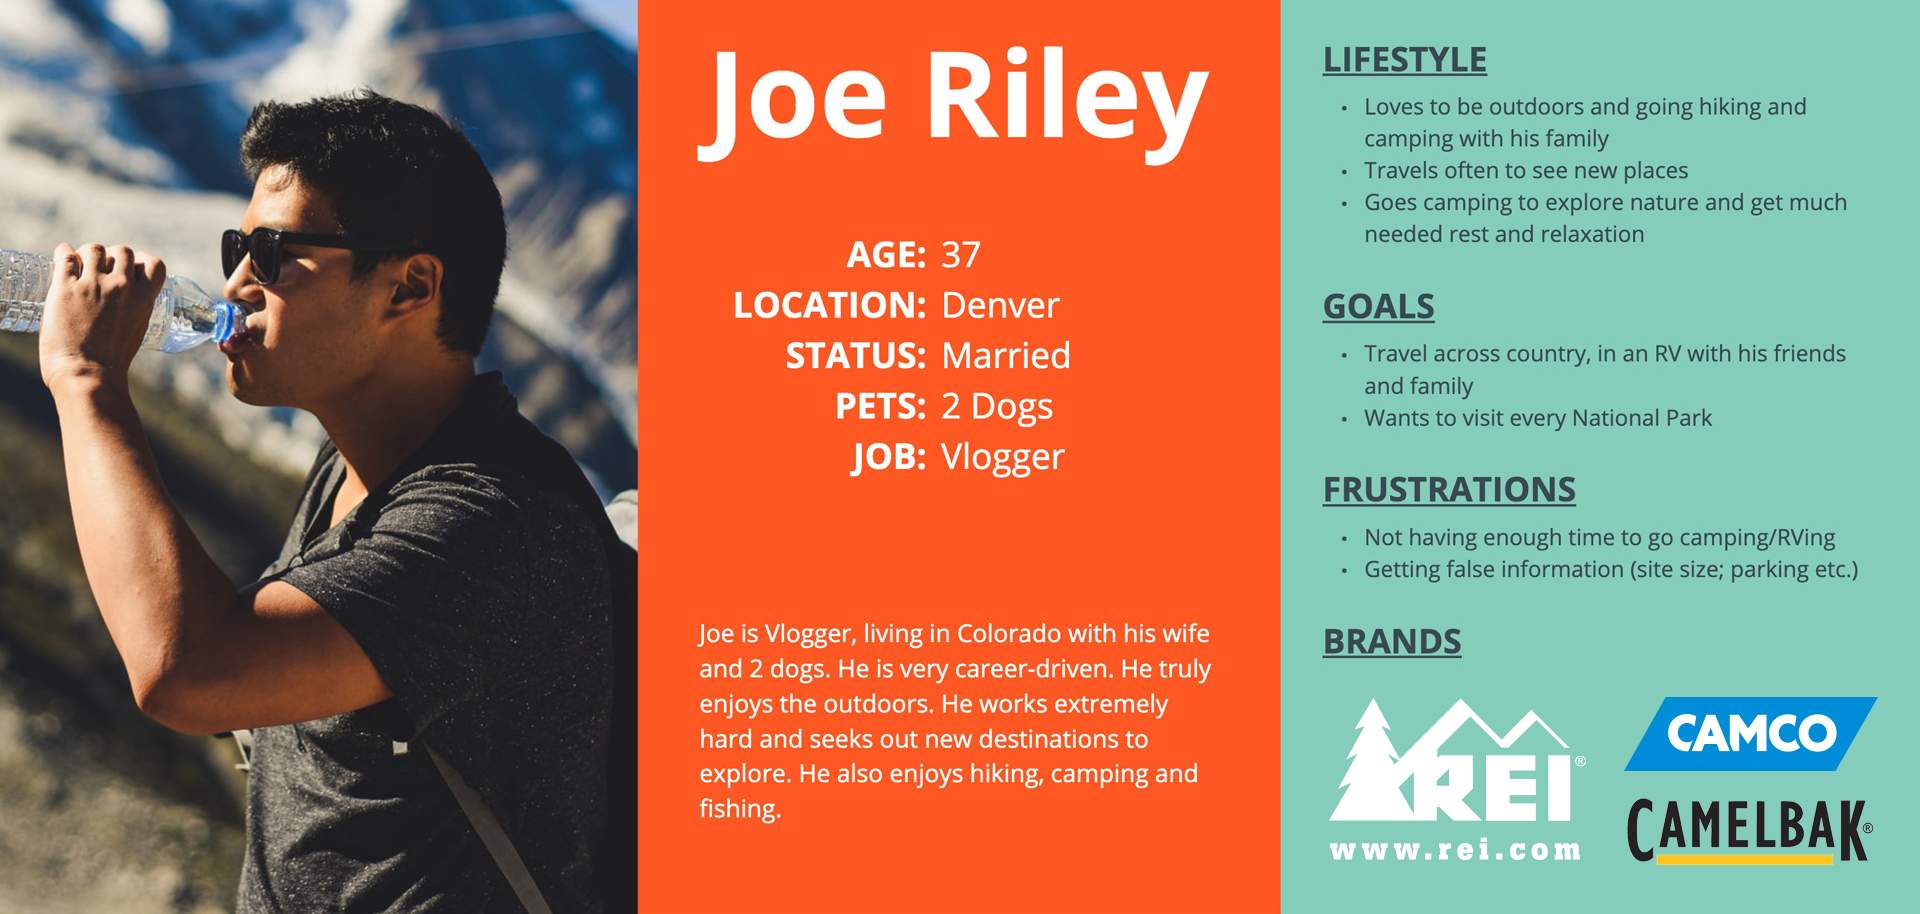 Joe Riley
AGE: 37
LOCATION: Denver
STATUS: Married
PETS: 2 Dogs
JOB: Vlogger
Joe is Vlogger, living in Colorado with his wife
and 2 dogs. He is very career-driven. He truly
enjoys the outdoors. He works extremely
hard and seeks out new destinations to
explore. He also enjoys hiking, camping and
fishing.
LIFESTYLE
• Loves to be outdoors and going hiking and
camping with his family
• Travels often to see new places
• Goes camping to explore nature and get much
needed rest and relaxation
GOALS
• Travel across country, in an RV with his friends
and family
• Wants to visit every National Park
FRUSTRATIONS
• Not having enough time to go camping/RVing
• Getting false information (site size; parking etc.)
BRANDS
REI®
www.rei.com
CAMCO
CAMELBAK®